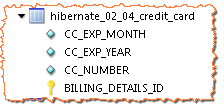 hibernate_02_04_credit_card
CC_EXP_MONTH
CC_EXP_YEAR
CC_NUMBER
BILLING_DETAILS_ID